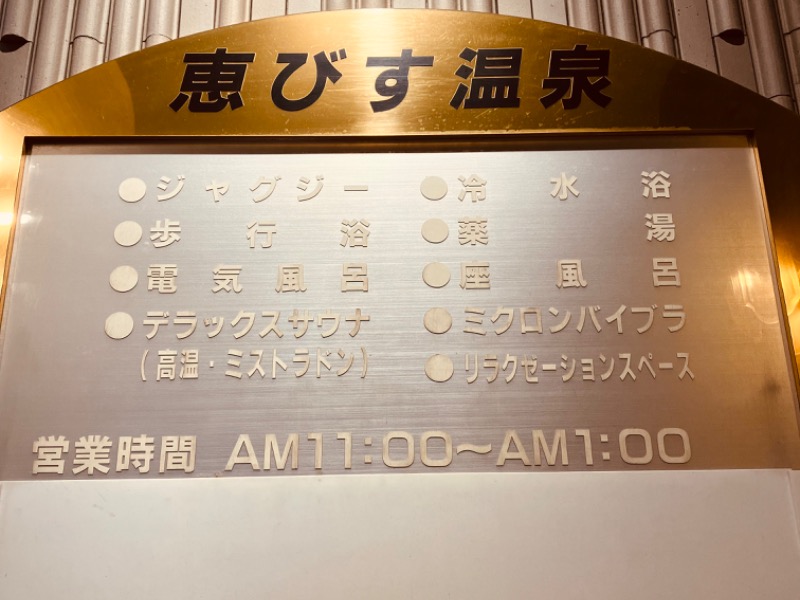 恵びす温泉
●ジャグジー ●冷水浴
●歩行浴 ●薬湯
●電気風呂 ●座風呂
●デラックスサウナ ●ミクロンバイブラ
(高温・ミストラドン) ●リラクゼーションスペース
営業時間 AM11:00〜AM1:00